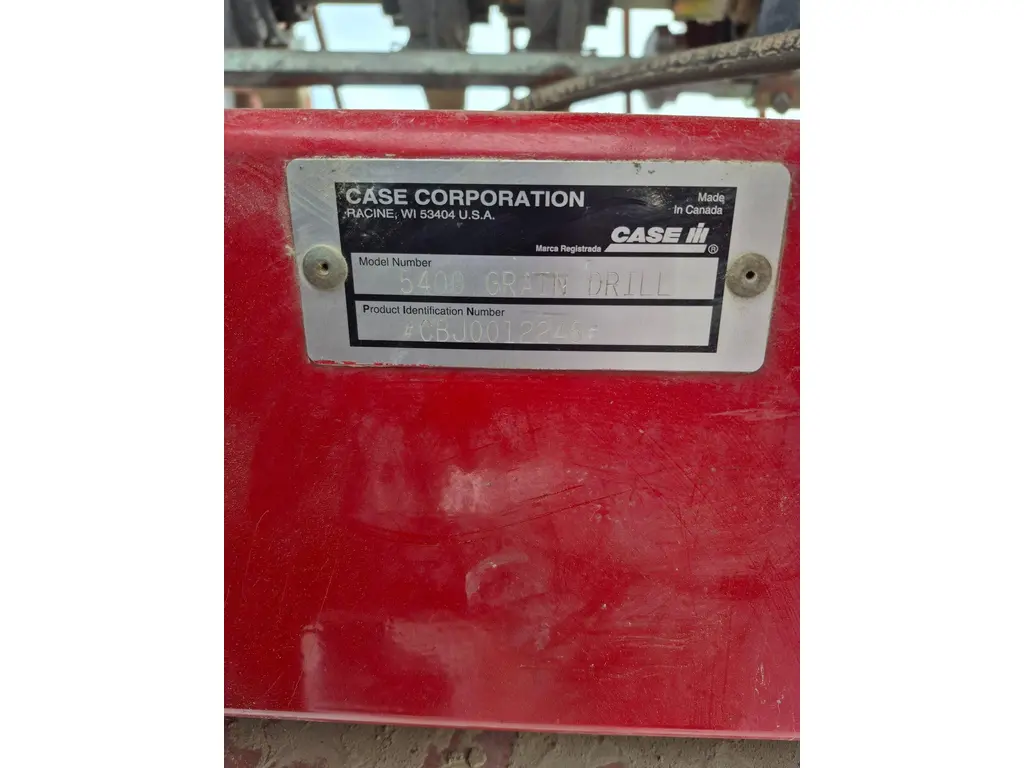 CASE CORPORATION
RACINE, WI 53404 U.S.A.
Made
In Canada
CASE IH ®
Marca Registrada
Model Number
5400 GRAIN DRILL
Product Identification Number